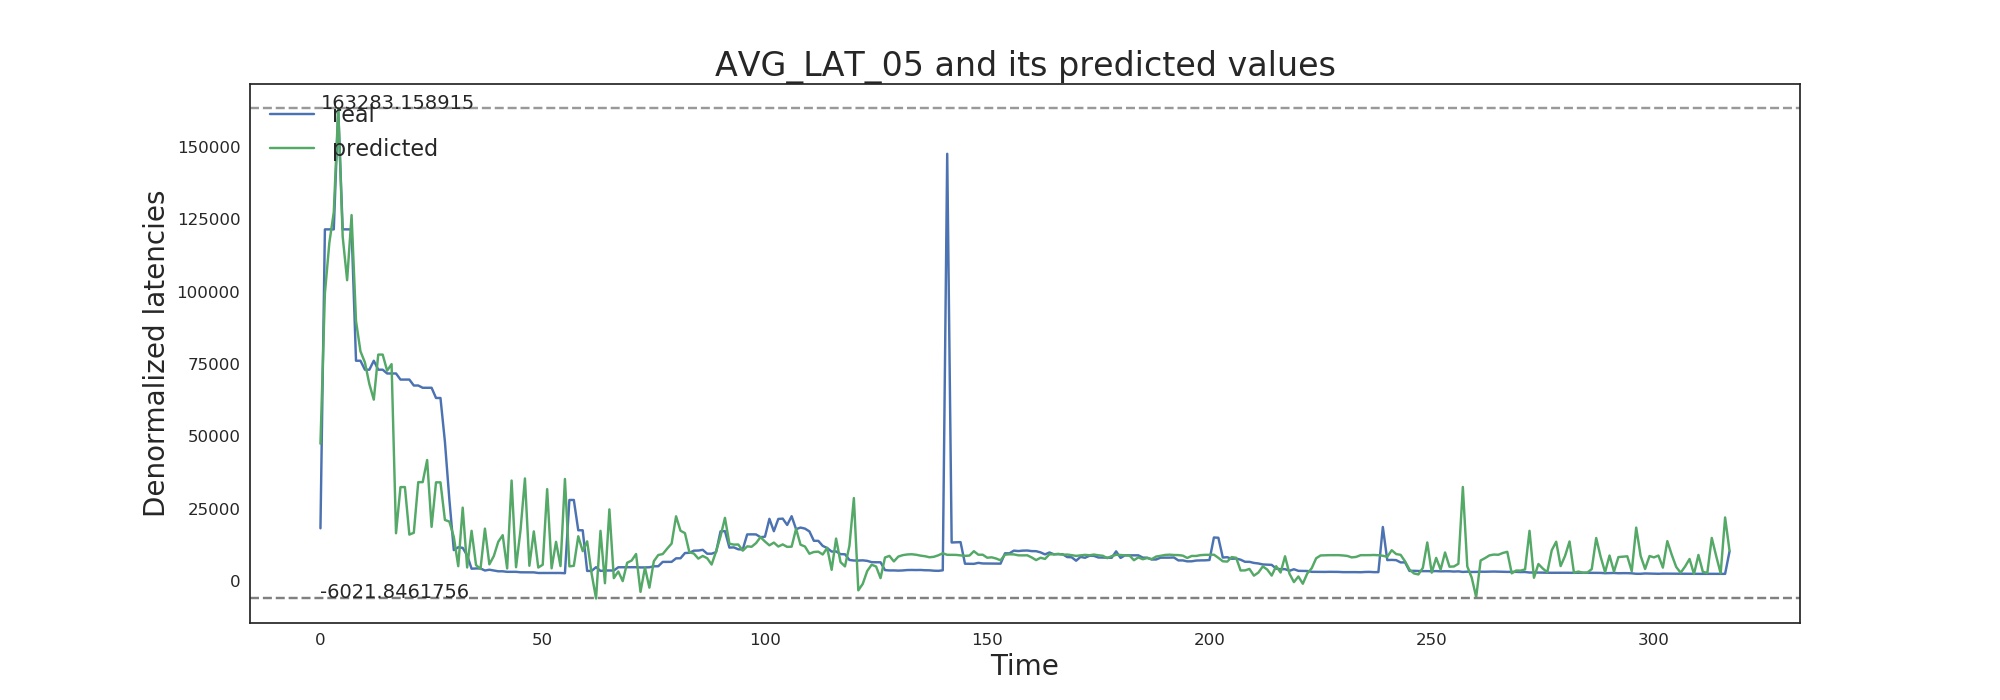 AVG_LAT_05 and its predicted values
163283.158915
real
predicted
Denormalized latencies
150000
125000
100000
75000
50000
25000
0
-6021.8461756
0 50 100 150 200 250 300
Time